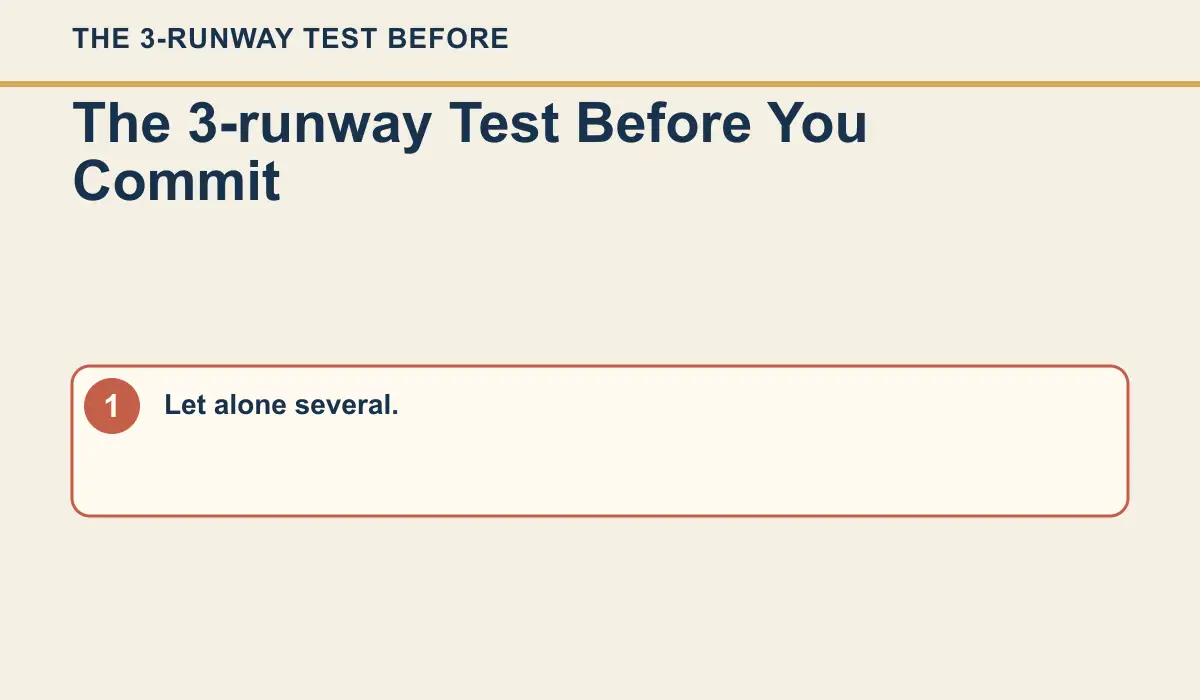 THE 3-RUNWAY TEST BEFORE
The 3-runway Test Before You
Commit
1
Let alone several.